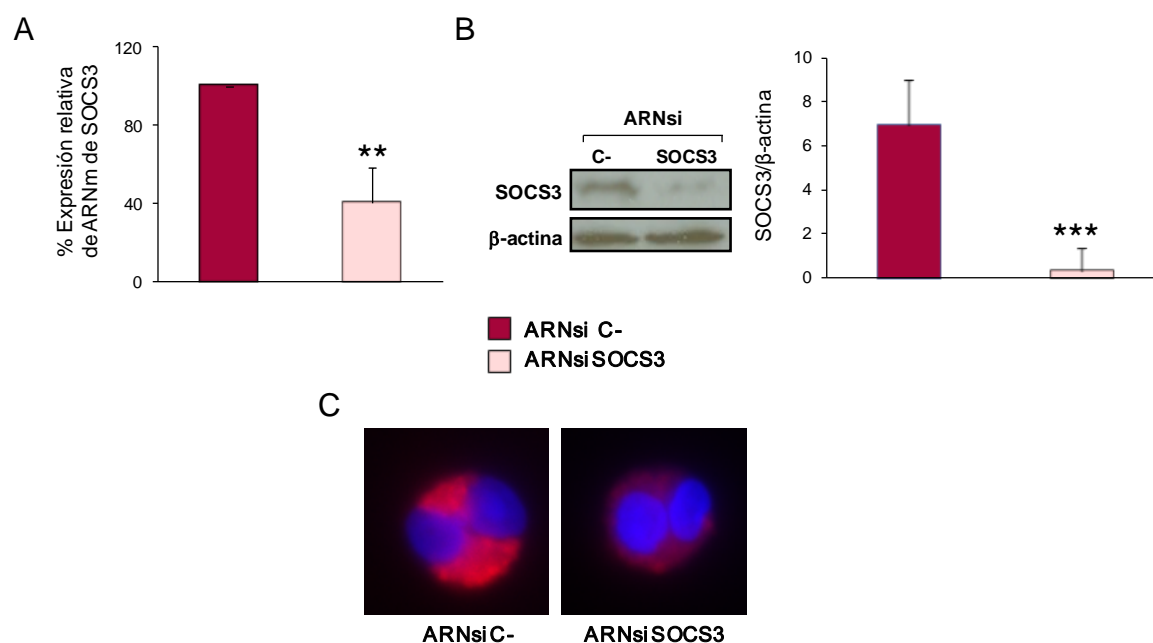 A
% Expresión relativa
de ARNm de SOCS3
120
80
40
0
**
B
ARNsi
C- SOCS3
SOCS3
β-actina
SOCS3/β-actina
10
8
6
4
2
0
***
ARNsi C-
ARNsi SOCS3
C
ARNsi C-
ARNsi SOCS3